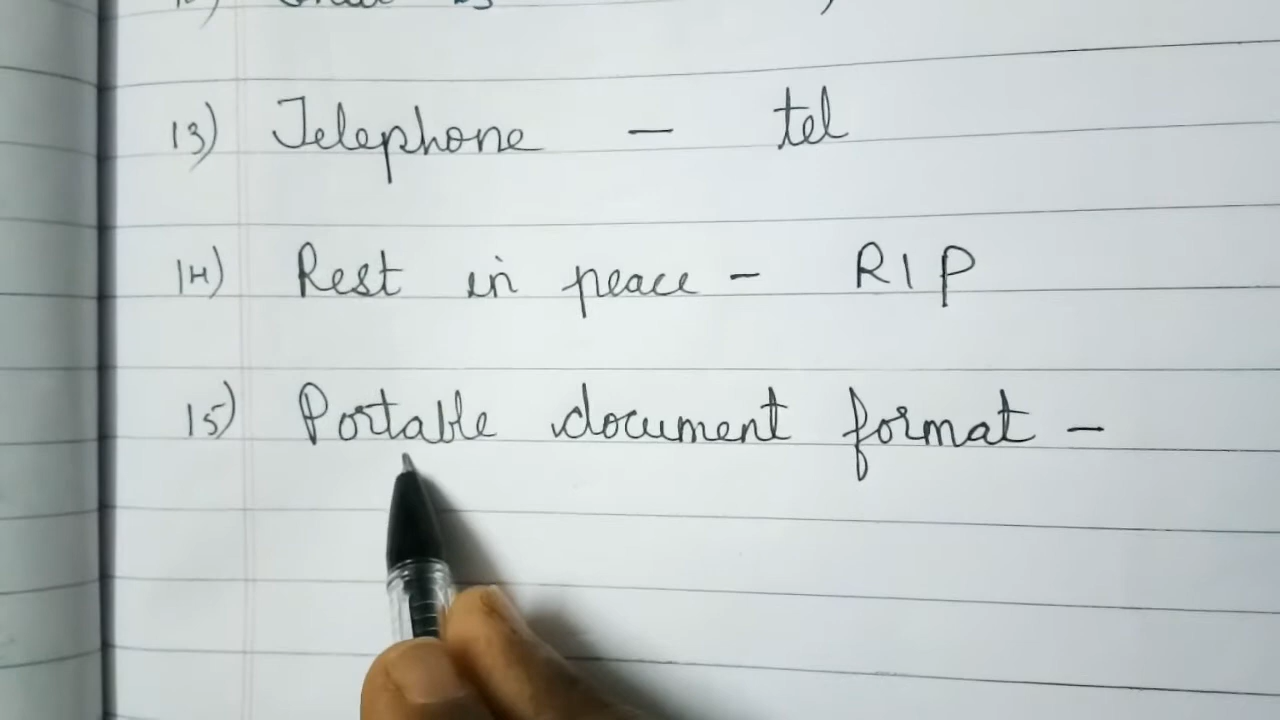 13) Telephone — tel
14) Rest in peace - RIP
15) Portable document format -